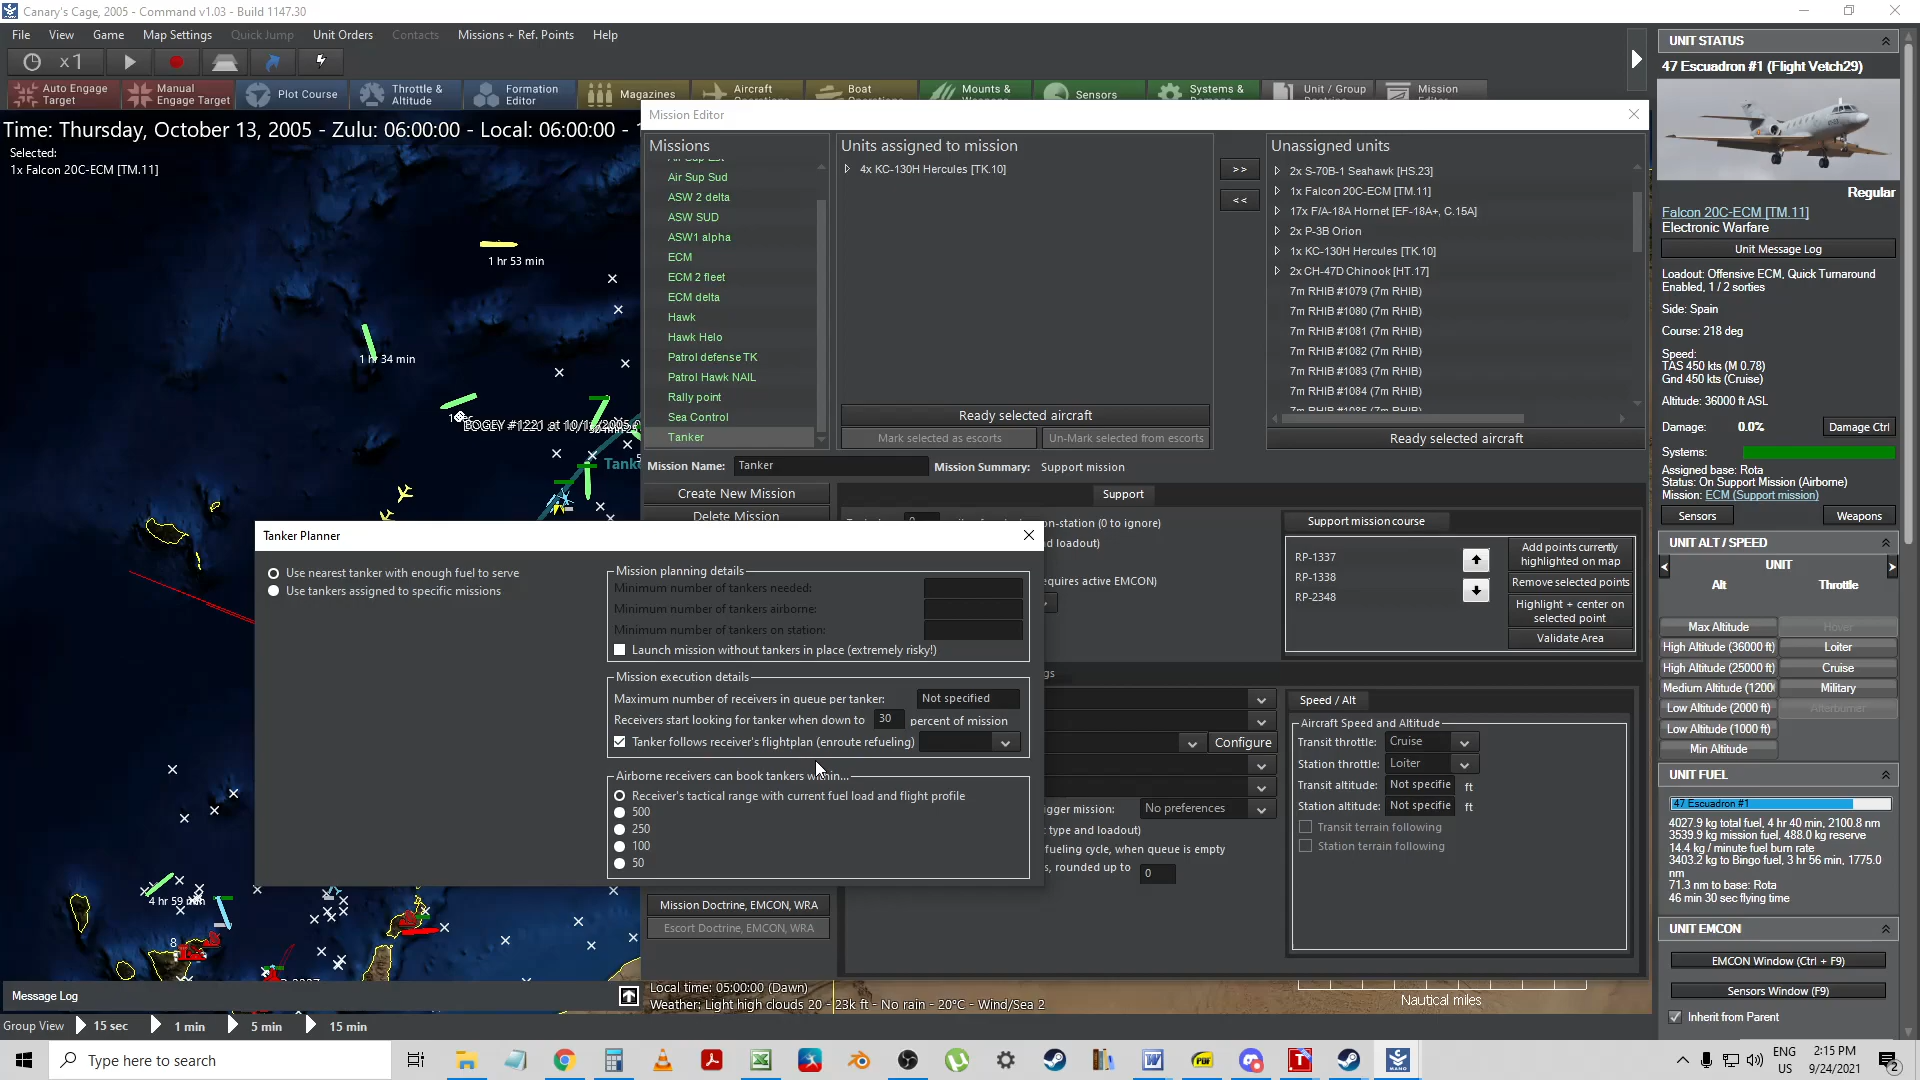 Canary's Cage, 2005 - Command v1.03 - Build 1147.30
File View Game Map Settings Quick Jump Unit Orders Contacts Missions + Ref. Points Help
x 1
Auto Engage Target
Manual Engage Target
Plot Course
Throttle & Altitude
Formation Editor
Magazines
Aircraft
Boat
Mounts &
Sensors
Systems &
Unit / Group
Mission
Time: Thursday, October 13, 2005 - Zulu: 06:00:00 - Local: 06:00:00 -
Selected:
1x Falcon 20C-ECM [TM.11]
1 hr 53 min
1 hr 34 min
BOGEY #1220 at 10/1
Tank
4 hr 59
8
Mission Editor
Missions
Air Sup Sud
ASW 2 delta
ASW SUD
ASW1 alpha
ECM
ECM 2 fleet
ECM delta
Hawk
Hawk Helo
Patrol defense TK
Patrol Hawk NAIL
Rally point
Sea Control
Tanker
Units assigned to mission
4x KC-130H Hercules [TK.10]
Ready selected aircraft
Mark selected as escorts
Un-Mark selected from escorts
>>
<<
Unassigned units
2x S-70B-1 Seahawk [HS.23]
1x Falcon 20C-ECM [TM.11]
17x F/A-18A Hornet [EF-18A+, C.15A]
2x P-3B Orion
1x KC-130H Hercules [TK.10]
2x CH-47D Chinook [HT.17]
7m RHIB #1079 (7m RHIB)
7m RHIB #1080 (7m RHIB)
7m RHIB #1081 (7m RHIB)
7m RHIB #1082 (7m RHIB)
7m RHIB #1083 (7m RHIB)
7m RHIB #1084 (7m RHIB)
7m RHIB #1085 (7m RHIB)
Ready selected aircraft
Mission Name: Tanker Mission Summary: Support mission
Create New Mission
Delete Mission
Support
on-station (0 to ignore)
d loadout)
equires active EMCON)
Support mission course
RP-1337
RP-1338
RP-2348
Add points currently highlighted on map
Remove selected points
Highlight + center on selected point
Validate Area
gs
Configure
gger mission: No preferences
type and loadout)
fueling cycle, when queue is empty
s, rounded up to 0
Speed / Alt
Aircraft Speed and Altitude
Transit throttle: Cruise
Station throttle: Loiter
Transit altitude: Not specifie ft
Station altitude: Not specifie ft
Transit terrain following
Station terrain following
Mission Doctrine, EMCON, WRA
Escort Doctrine, EMCON, WRA
Tanker Planner
Use nearest tanker with enough fuel to serve
Use tankers assigned to specific missions
Mission planning details
Minimum number of tankers needed:
Minimum number of tankers airborne:
Minimum number of tankers on station:
Launch mission without tankers in place (extremely risky!)
Mission execution details
Maximum number of receivers in queue per tanker: Not specified
Receivers start looking for tanker when down to 30 percent of mission
Tanker follows receiver's flightplan (enroute refueling)
Airborne receivers can book tankers within...
Receiver's tactical range with current fuel load and flight profile
500
250
100
50
Message Log
Local time: 05:00:00 (Dawn)
Weather: Light high clouds 20 - 23k ft - No rain - 20°C - Wind/Sea 2
Nautical miles
Group View 15 sec 1 min 5 min 15 min
UNIT STATUS
47 Escuadron #1 (Flight Vetch29)
Regular
Falcon 20C-ECM [TM.11]
Electronic Warfare
Unit Message Log
Loadout: Offensive ECM, Quick Turnaround
Enabled, 1 / 2 sorties
Side: Spain
Course: 218 deg
Speed:
TAS 450 kts (M 0.78)
Gnd 450 kts (Cruise)
Altitude: 36000 ft ASL
Damage: 0.0% Damage Ctrl
Systems:
Assigned base: Rota
Status: On Support Mission (Airborne)
Mission: ECM (Support mission)
Sensors Weapons
UNIT ALT / SPEED
UNIT
Alt Throttle
Max Altitude Hover
High Altitude (36000 ft) Loiter
High Altitude (25000 ft) Cruise
Medium Altitude (1200 Military
Low Altitude (2000 ft) Afterburner
Low Altitude (1000 ft)
Min Altitude
UNIT FUEL
47 Escuadron #1
4027.9 kg total fuel, 4 hr 40 min, 2100.8 nm
3539.9 kg mission fuel, 488.0 kg reserve
14.4 kg / minute fuel burn rate
3403.2 kg to Bingo fuel, 3 hr 56 min, 1775.0
nm
71.3 nm to base: Rota
46 min 30 sec flying time
UNIT EMCON
EMCON Window (Ctrl + F9)
Sensors Window (F9)
Inherit from Parent
Type here to search
ENG
US
2:15 PM
9/24/2021
2